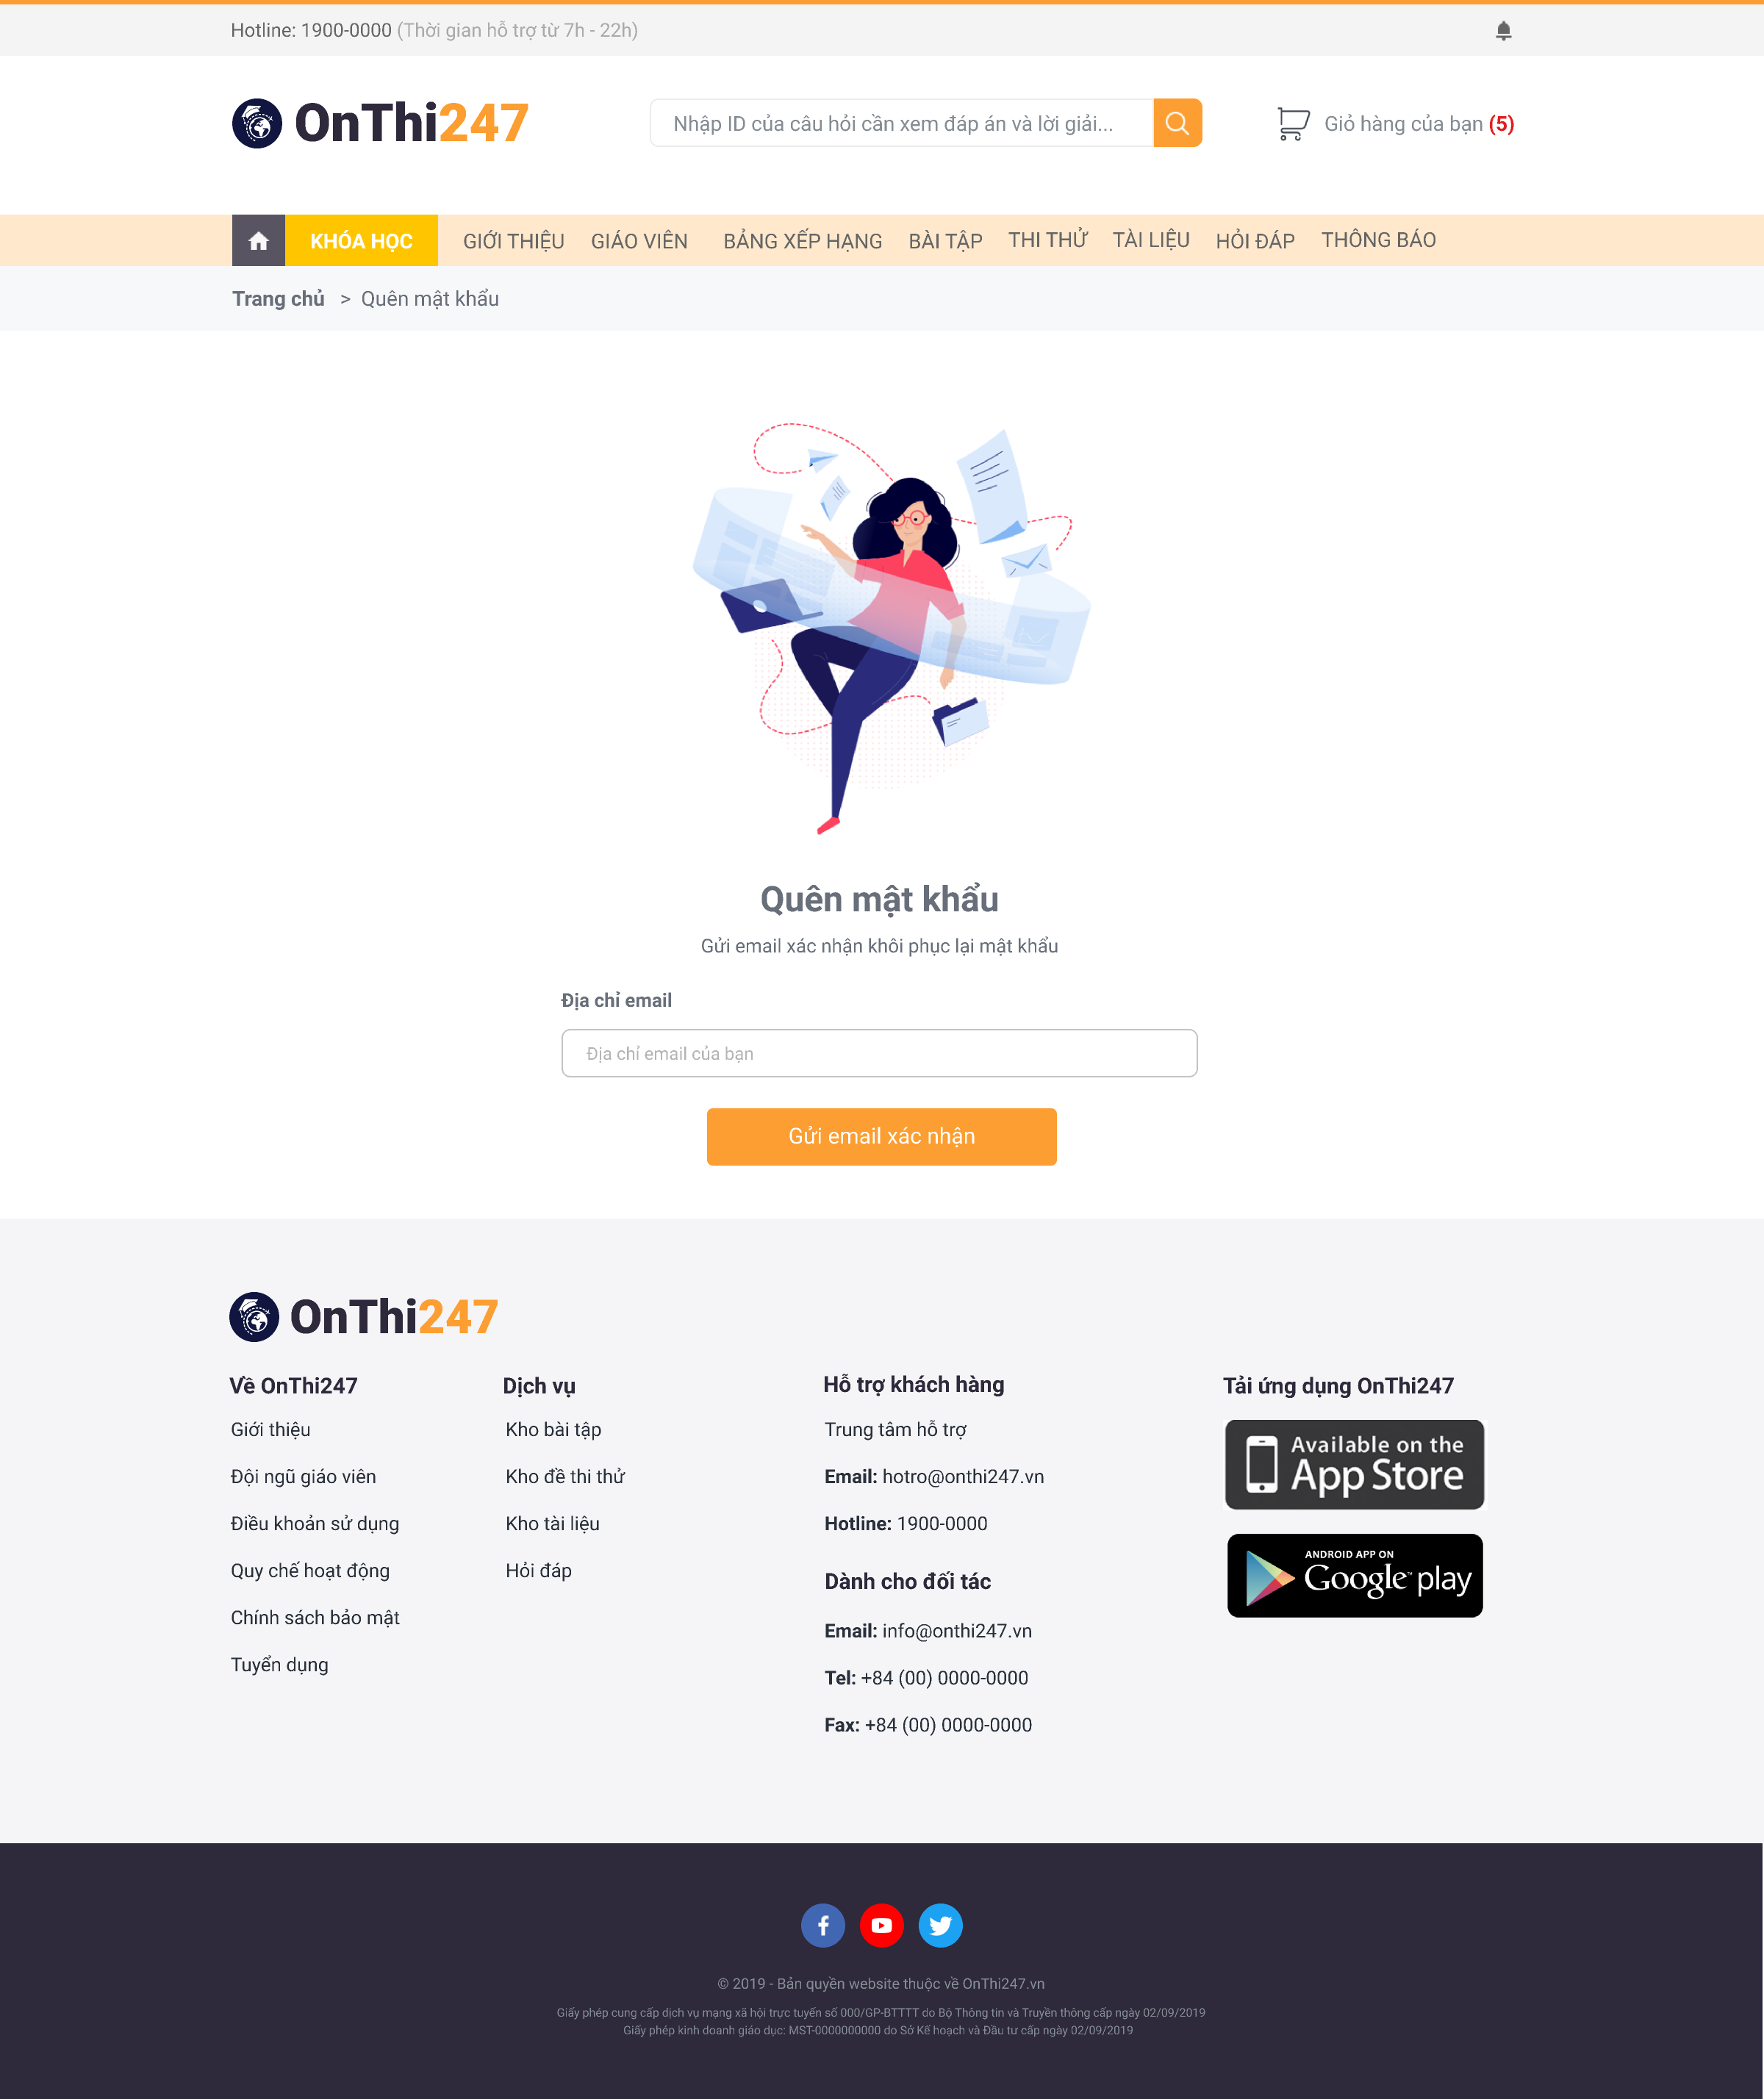 Hotline: 1900-0000 (Thời gian hỗ trợ từ 7h - 22h)
OnThi247
Nhập ID của câu hỏi cần xem đáp án và lời giải...
Giỏ hàng của bạn (5)
KHÓA HỌC GIỚI THIỆU GIÁO VIÊN BẢNG XẾP HẠNG BÀI TẬP THI THỬ TÀI LIỆU HỎI ĐÁP THÔNG BÁO
Trang chủ > Quên mật khẩu
Quên mật khẩu
Gửi email xác nhận khôi phục lại mật khẩu
Địa chỉ email
Địa chỉ email của bạn
Gửi email xác nhận
OnThi247
Về OnThi247
Giới thiệu
Đội ngũ giáo viên
Điều khoản sử dụng
Quy chế hoạt động
Chính sách bảo mật
Tuyển dụng
Dịch vụ
Kho bài tập
Kho đề thi thử
Kho tài liệu
Hỏi đáp
Hỗ trợ khách hàng
Trung tâm hỗ trợ
Email: hotro@onthi247.vn
Hotline: 1900-0000
Dành cho đối tác
Email: info@onthi247.vn
Tel: +84 (00) 0000-0000
Fax: +84 (00) 0000-0000
Tải ứng dụng OnThi247
Available on the
App Store
ANDROID APP ON
Google™ play
© 2019 - Bản quyền website thuộc về OnThi247.vn
Giấy phép cung cấp dịch vụ mạng xã hội trực tuyến số 000/GP-BTTTT do Bộ Thông tin và Truyền thông cấp ngày 02/09/2019
Giấy phép kinh doanh giáo dục: MST-0000000000 do Sở Kế hoạch và Đầu tư cấp ngày 02/09/2019